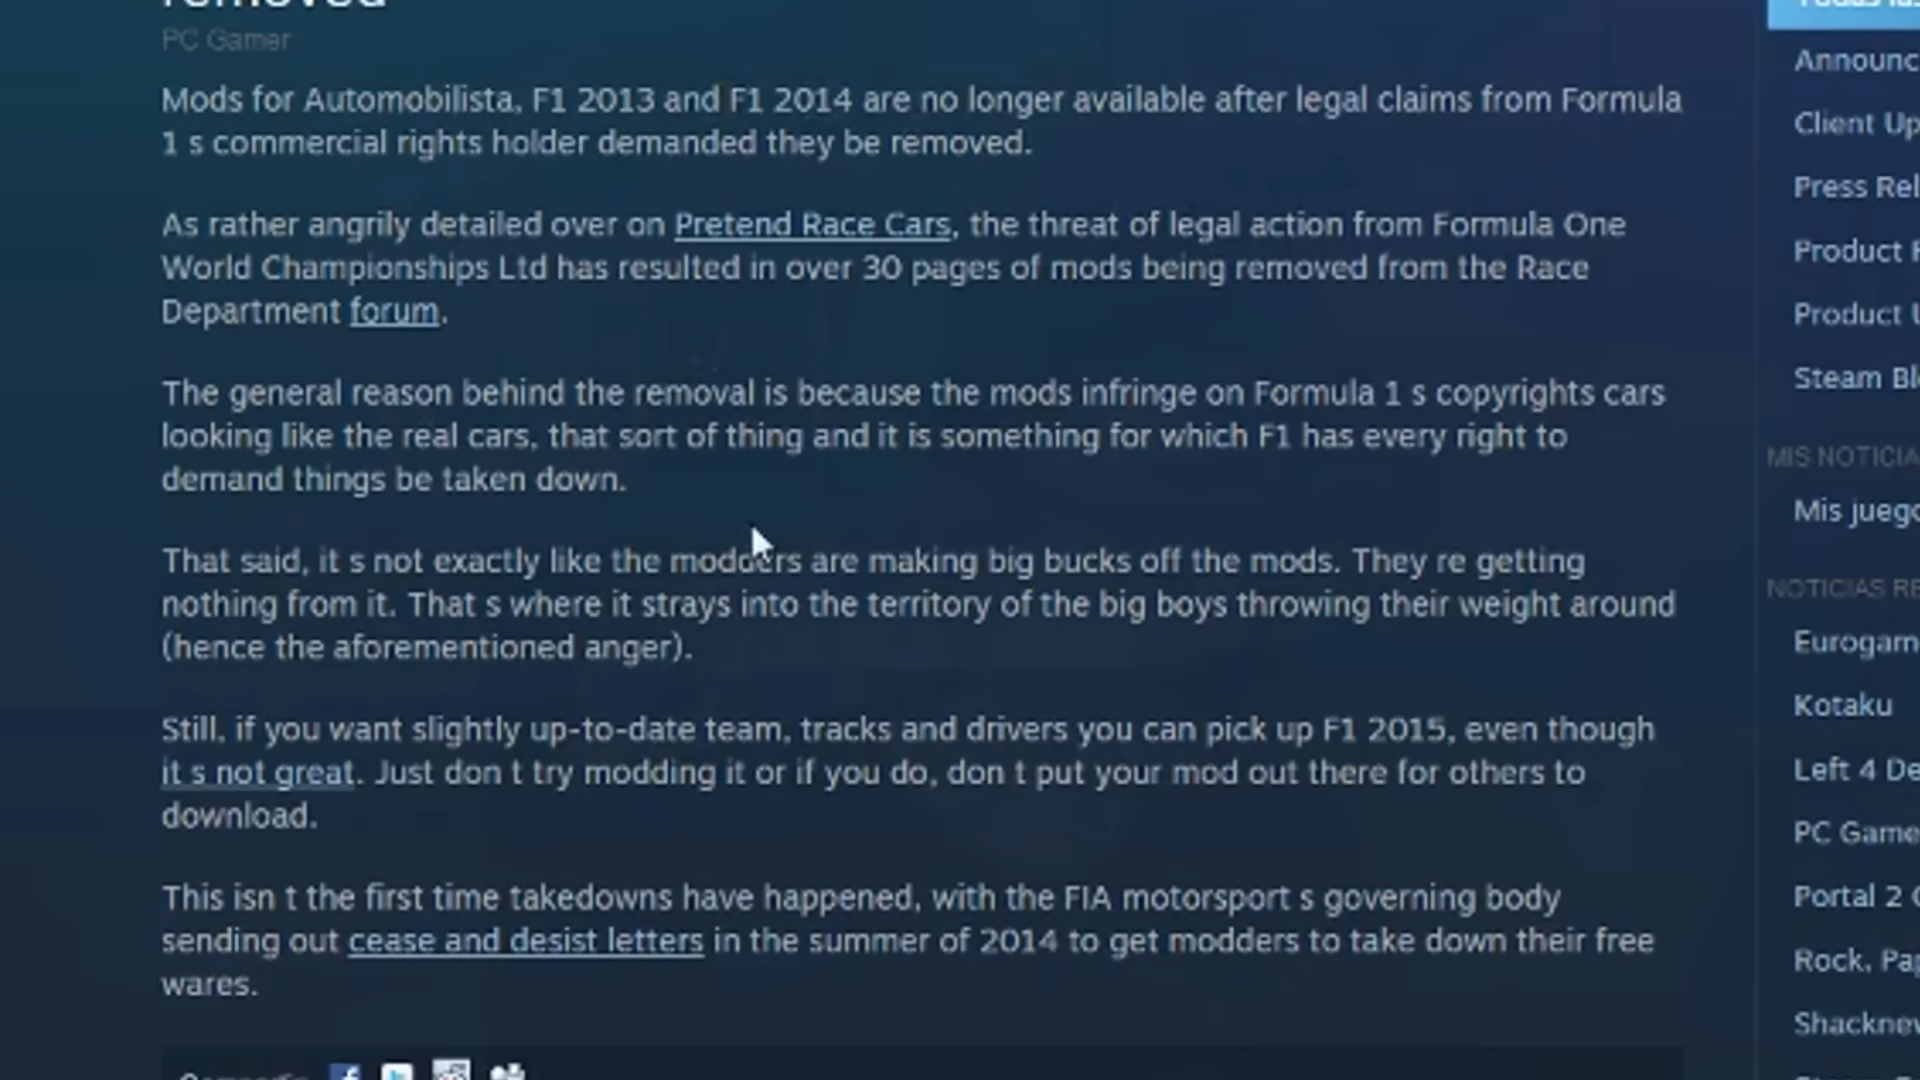 removed
PC Gamer
Mods for Automobilista, F1 2013 and F1 2014 are no longer available after legal claims from Formula
1 s commercial rights holder demanded they be removed.
As rather angrily detailed over on Pretend Race Cars, the threat of legal action from Formula One
World Championships Ltd has resulted in over 30 pages of mods being removed from the Race
Department forum.
The general reason behind the removal is because the mods infringe on Formula 1 s copyrights cars
looking like the real cars, that sort of thing and it is something for which F1 has every right to
demand things be taken down.
That said, it s not exactly like the modders are making big bucks off the mods. They re getting
nothing from it. That s where it strays into the territory of the big boys throwing their weight around
(hence the aforementioned anger).
Still, if you want slightly up-to-date team, tracks and drivers you can pick up F1 2015, even though
it s not great. Just don t try modding it or if you do, don t put your mod out there for others to
download.
This isn t the first time takedowns have happened, with the FIA motorsport s governing body
sending out cease and desist letters in the summer of 2014 to get modders to take down their free
wares.
Announc
Client Up
Press Rel
Product
Product
Steam Bl
MIS NOTICIA
Mis juego
NOTICIAS RE
Eurogam
Kotaku
Left 4 De
PC Game
Portal 2
Rock, Pap
Shacknew